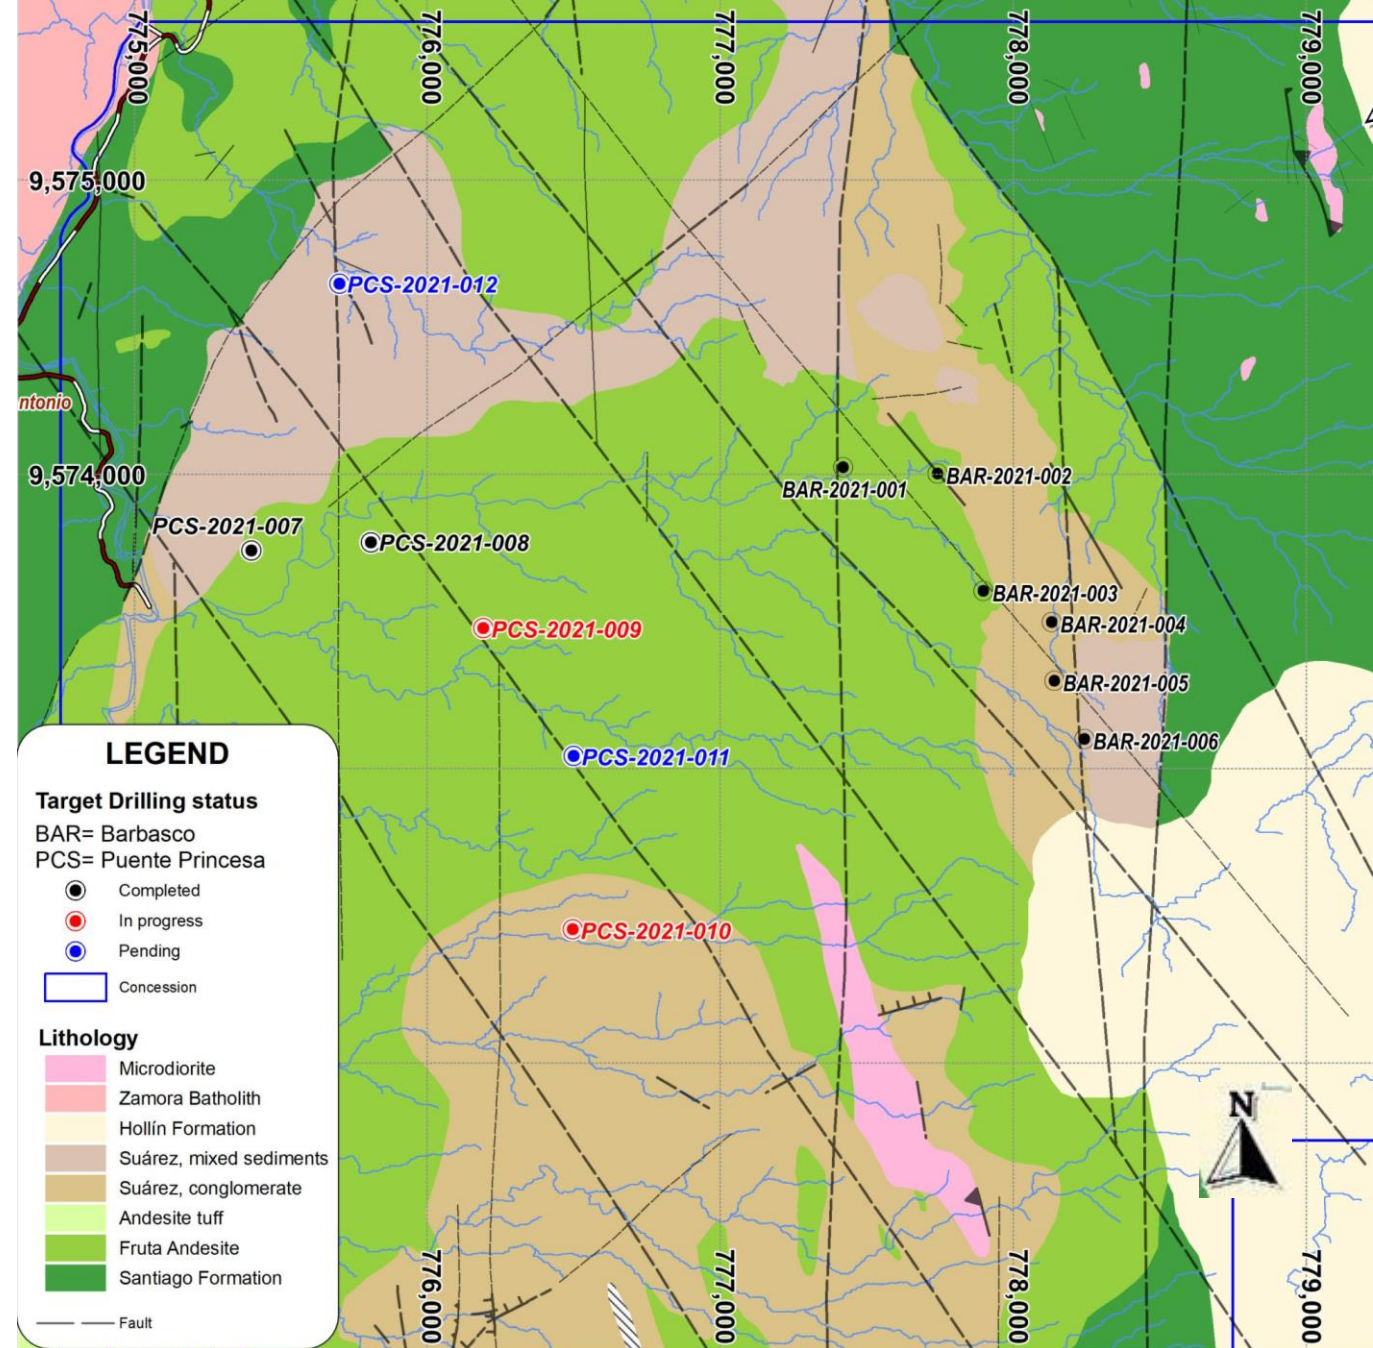 775,000
776,000
777,000
778,000
779,000
9,575,000
PCS-2021-012
ntonio
9,574,000
BAR-2021-001
BAR-2021-002
PCS-2021-007
PCS-2021-008
BAR-2021-003
PCS-2021-009
BAR-2021-004
BAR-2021-005
BAR-2021-006
PCS-2021-011
PCS-2021-010
LEGEND
Target Drilling status
BAR= Barbasco
PCS= Puente Princesa
Completed
In progress
Pending
Concession
Lithology
Microdiorite
Zamora Batholith
Hollín Formation
Suárez, mixed sediments
Suárez, conglomerate
Andesite tuff
Fruta Andesite
Santiago Formation
Fault
N
776,000
777,000
778,000
779,000